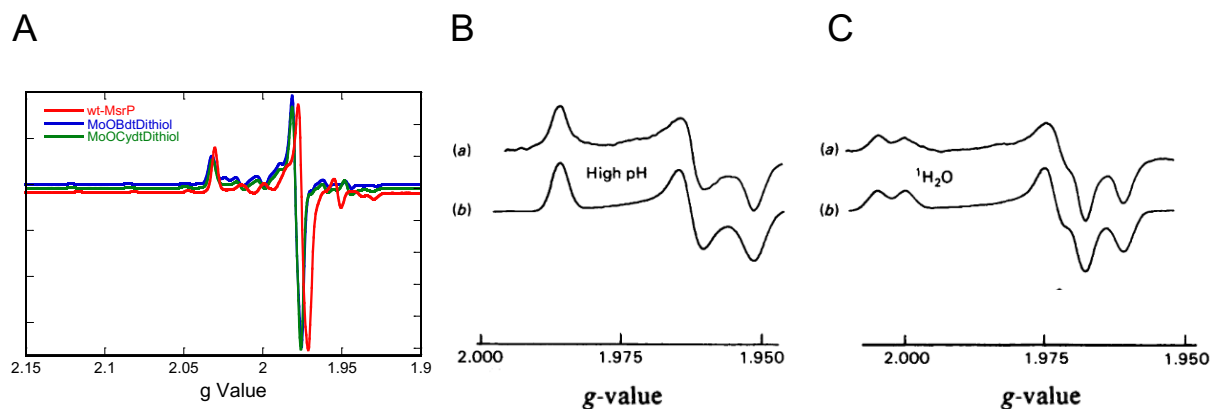 A
B
C
wt-MsrP
MoOBdtDithiol
MoOCydtDithiol
2.15 2.1 2.05 2 1.95 1.9
g Value
(a)
High pH
(b)
2.000 1.975 1.950
g-value
(a)
¹H₂O
(b)
2.000 1.975 1.950
g-value